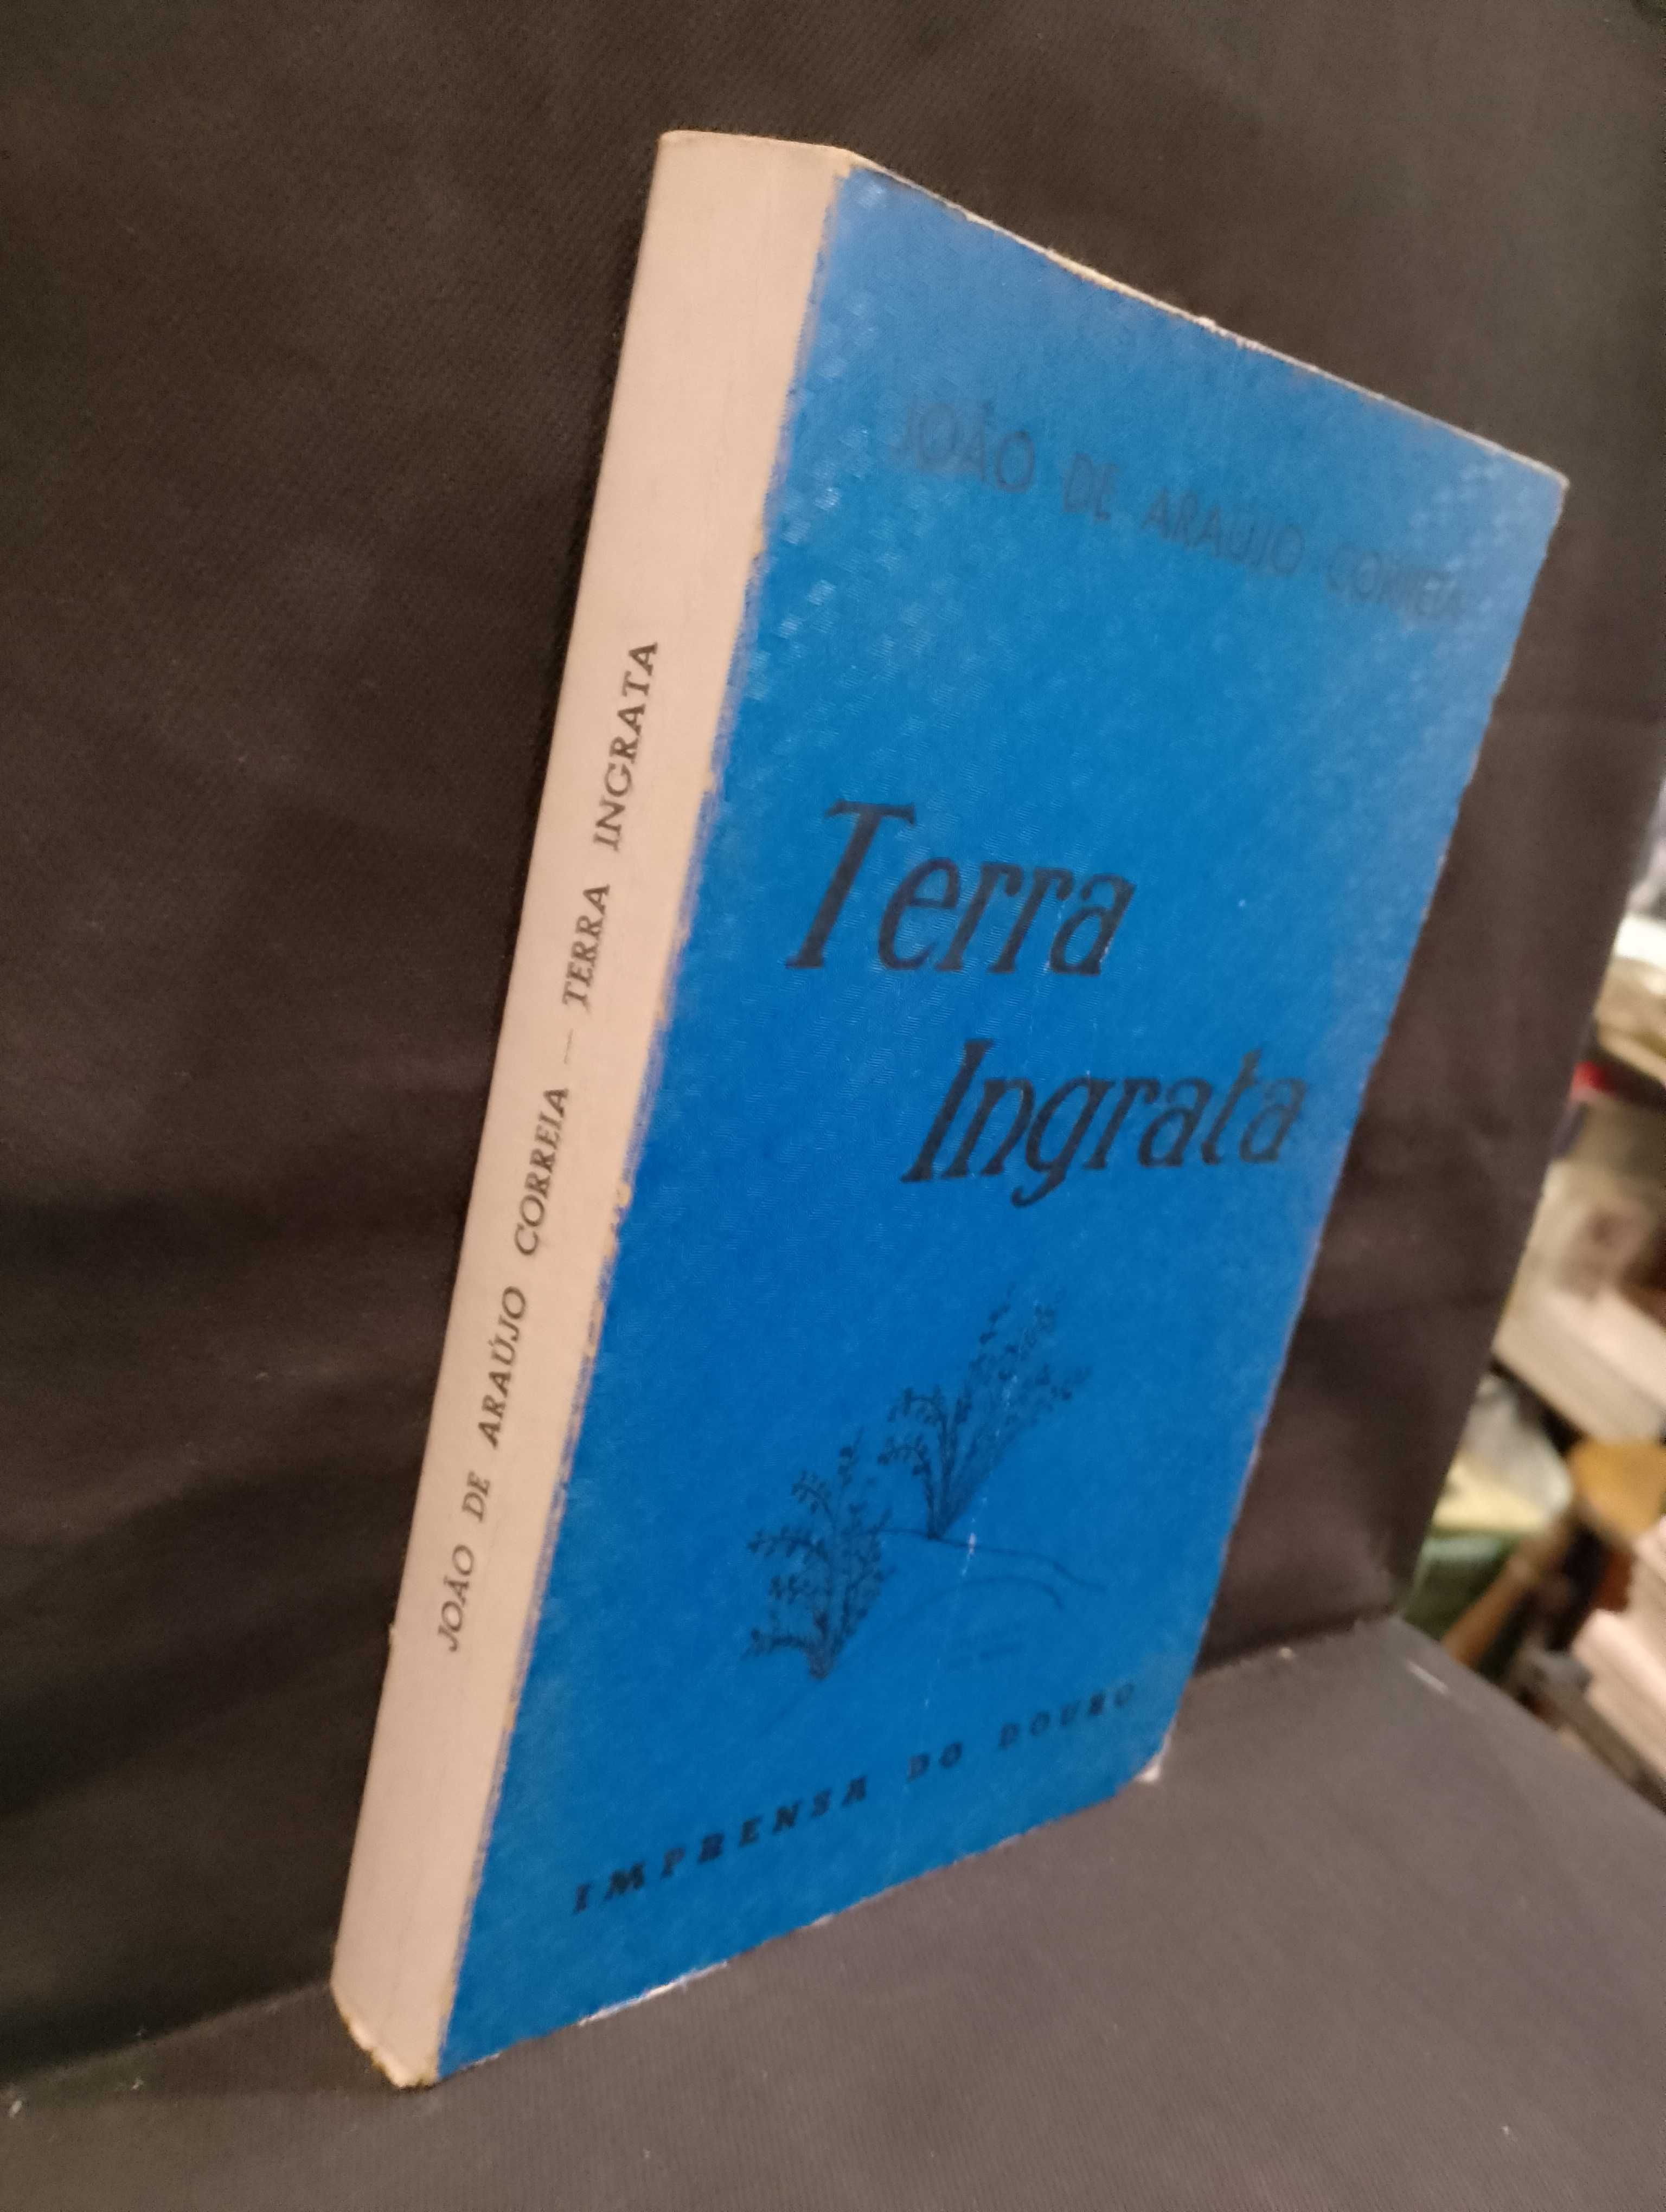 JOÃO DE ARAÚJO CORREIA
Terra
Ingrata
IMPRENSA DO DOURO
JOÃO DE ARAÚJO CORREIA — TERRA INGRATA